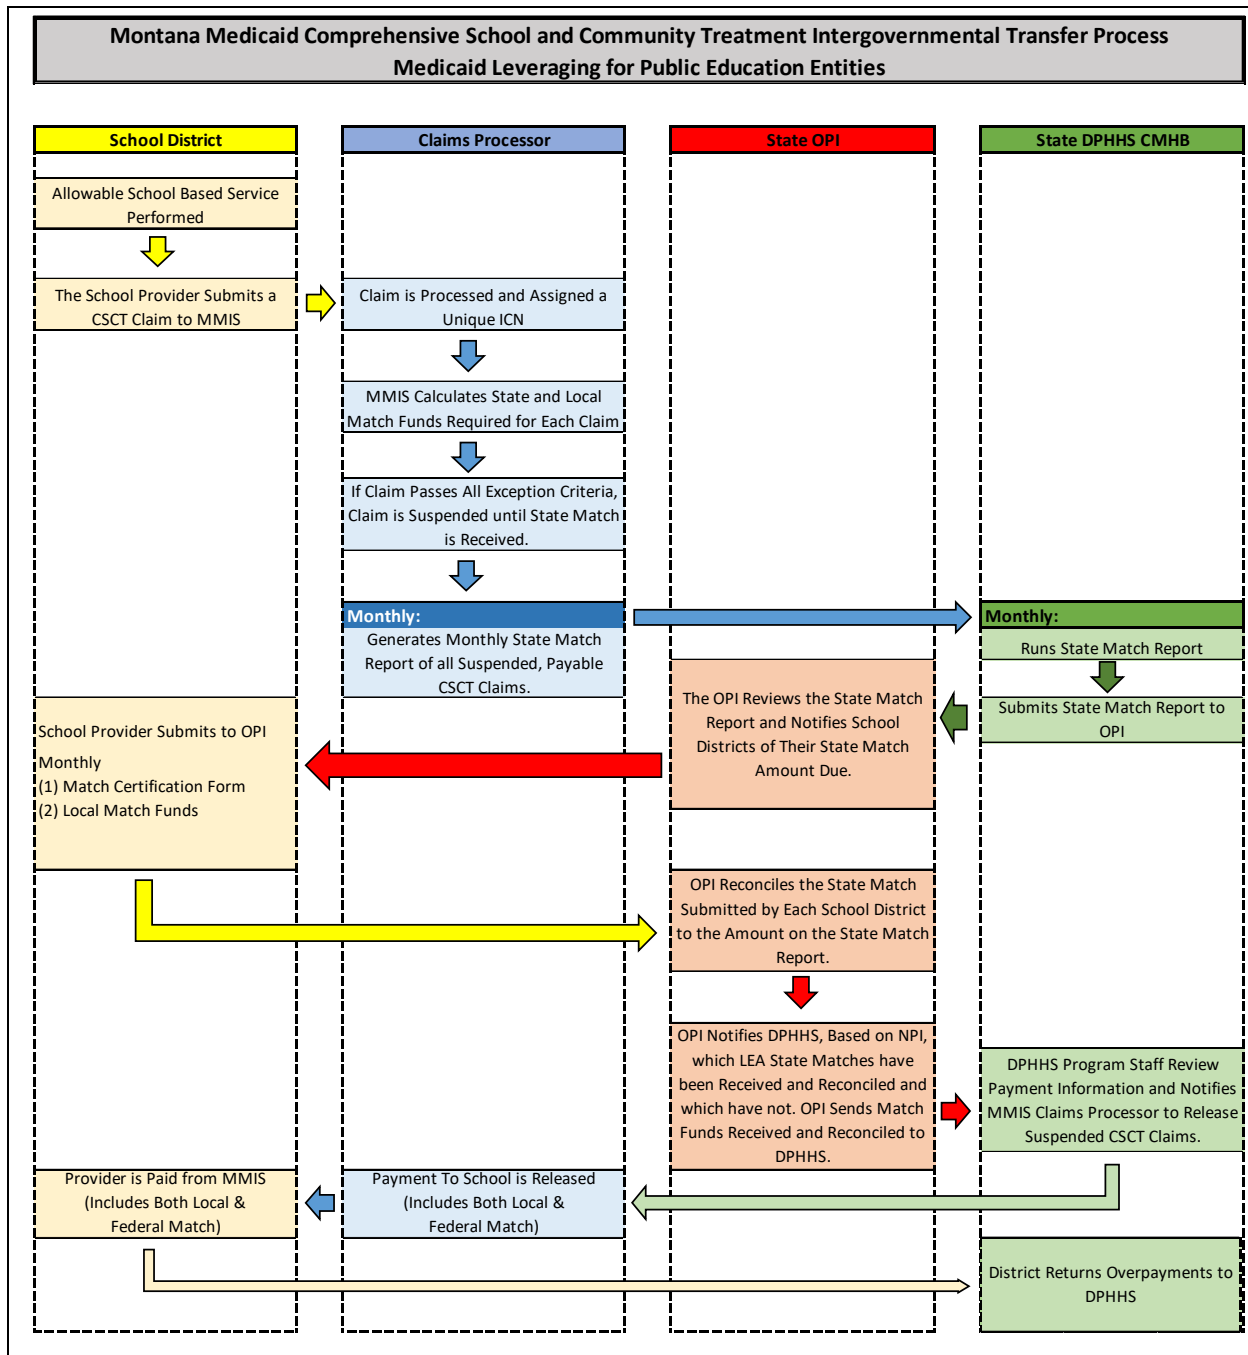 Montana Medicaid Comprehensive School and Community Treatment Intergovernmental Transfer Process
Medicaid Leveraging for Public Education Entities
School District
Claims Processor
State OPI
State DPHHS CMHB
Allowable School Based Service
Performed
The School Provider Submits a
CSCT Claim to MMIS
Claim is Processed and Assigned a
Unique ICN
MMIS Calculates State and Local
Match Funds Required for Each Claim
If Claim Passes All Exception Criteria,
Claim is Suspended until State Match
is Received.
Monthly:
Generates Monthly State Match
Report of all Suspended, Payable
CSCT Claims.
Monthly:
Runs State Match Report
Submits State Match Report to
OPI
The OPI Reviews the State Match
Report and Notifies School
Districts of Their State Match
Amount Due.
School Provider Submits to OPI
Monthly
(1) Match Certification Form
(2) Local Match Funds
OPI Reconciles the State Match
Submitted by Each School District
to the Amount on the State Match
Report.
OPI Notifies DPHHS, Based on NPI,
which LEA State Matches have
been Received and Reconciled and
which have not. OPI Sends Match
Funds Received and Reconciled to
DPHHS.
DPHHS Program Staff Review
Payment Information and Notifies
MMIS Claims Processor to Release
Suspended CSCT Claims.
Payment To School is Released
(Includes Both Local &
Federal Match)
Provider is Paid from MMIS
(Includes Both Local &
Federal Match)
District Returns Overpayments to
DPHHS